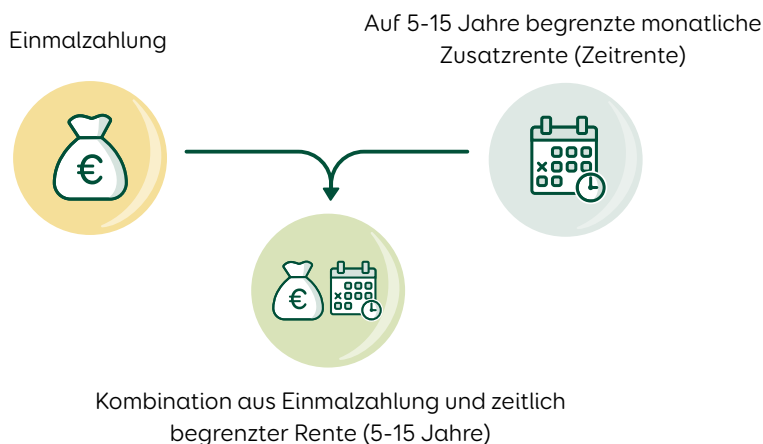 Einmalzahlung
Auf 5-15 Jahre begrenzte monatliche
Zusatzrente (Zeitrente)
€
€
Kombination aus Einmalzahlung und zeitlich
begrenzter Rente (5-15 Jahre)